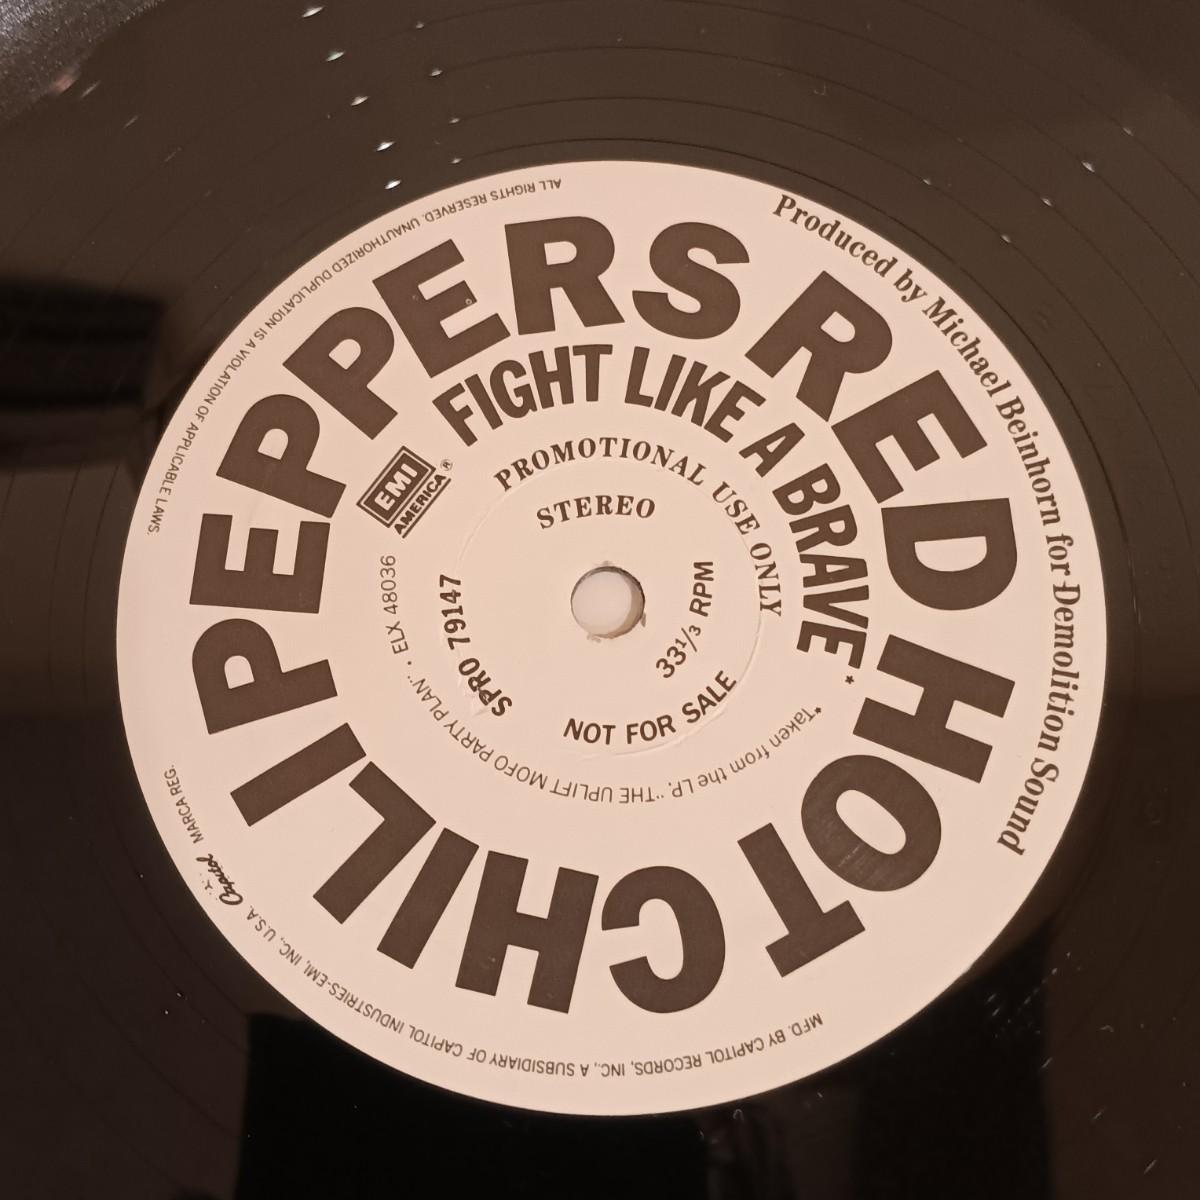 RED HOT CHILI PEPPERS
Produced by Michael Beinhorn for Demolition Sound
FIGHT LIKE A BRAVE*
PROMOTIONAL USE ONLY
STEREO
EMI
AMERICA®
SPRO 79147
33 1/3 RPM
NOT FOR SALE
*Taken from the LP. "THE UPLIFT MOFO PARTY PLAN" • ELX 48036
MFD. BY CAPITOL RECORDS, INC., A SUBSIDIARY OF CAPITOL INDUSTRIES-EMI, INC., U.S.A. Capitol MARCA REG.
ALL RIGHTS RESERVED. UNAUTHORIZED DUPLICATION IS A VIOLATION OF APPLICABLE LAWS.